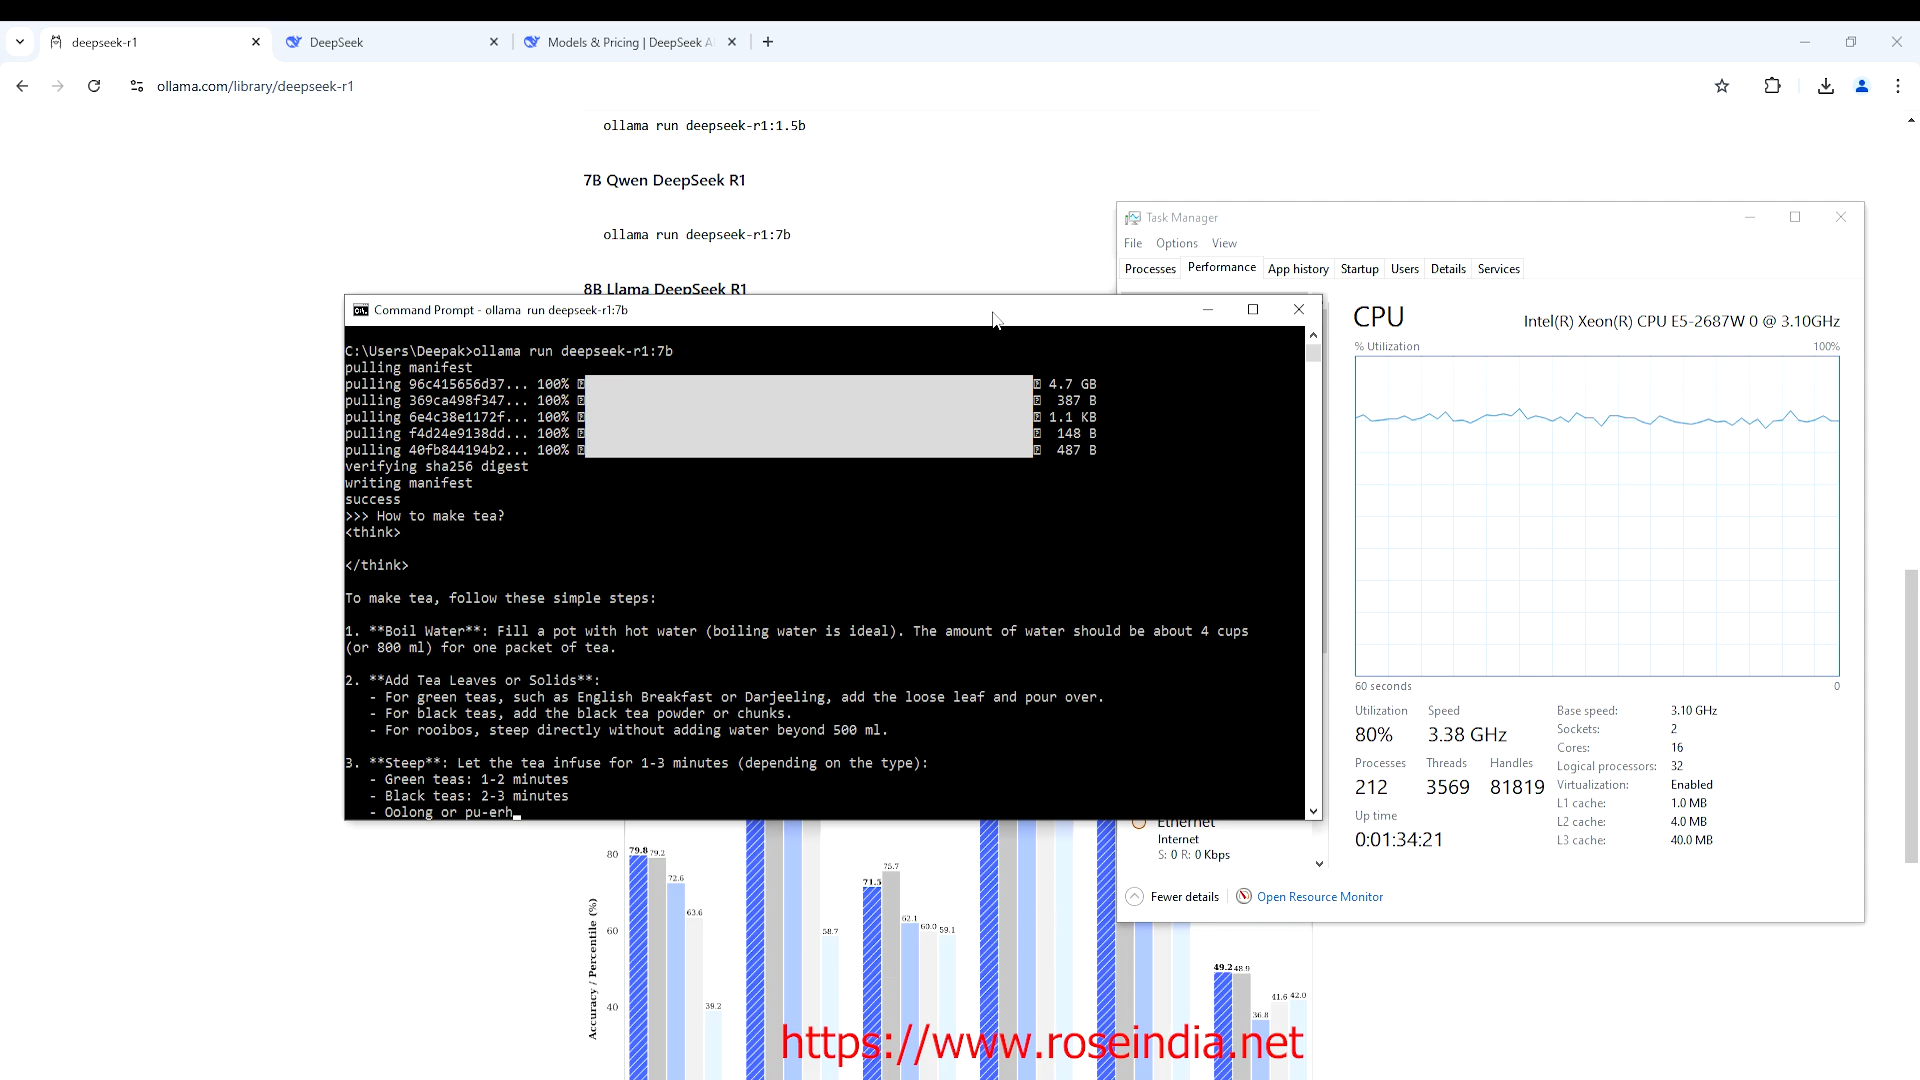 deepseek-r1
DeepSeek
Models & Pricing | DeepSeek A
ollama.com/library/deepseek-r1
ollama run deepseek-r1:1.5b
7B Qwen DeepSeek R1
ollama run deepseek-r1:7b
8B Llama DeepSeek R1
Command Prompt - ollama  run deepseek-r1:7b
C:\Users\Deepak>ollama run deepseek-r1:7b
pulling manifest
pulling 96c415656d37... 100% 4.7 GB
pulling 369ca498f347... 100% 387 B
pulling 6e4c38e1172f... 100% 1.1 KB
pulling f4d24e9138dd... 100% 148 B
pulling 40fb844194b2... 100% 487 B
verifying sha256 digest
writing manifest
success
>>> How to make tea?
<think>
</think>
To make tea, follow these simple steps:
1. **Boil Water**: Fill a pot with hot water (boiling water is ideal). The amount of water should be about 4 cups
(or 800 ml) for one packet of tea.
2. **Add Tea Leaves or Solids**:
- For green teas, such as English Breakfast or Darjeeling, add the loose leaf and pour over.
- For black teas, add the black tea powder or chunks.
- For rooibos, steep directly without adding water beyond 500 ml.
3. **Steep**: Let the tea infuse for 1-3 minutes (depending on the type):
- Green teas: 1-2 minutes
- Black teas: 2-3 minutes
- Oolong or pu-erh
Task Manager
File Options View
Processes Performance App history Startup Users Details Services
CPU
Intel(R) Xeon(R) CPU E5-2687W 0 @ 3.10GHz
% Utilization 100%
60 seconds 0
Utilization Speed
80% 3.38 GHz
Processes Threads Handles
212 3569 81819
Up time
0:01:34:21
Base speed: 3.10 GHz
Sockets: 2
Cores: 16
Logical processors: 32
Virtualization: Enabled
L1 cache: 1.0 MB
L2 cache: 4.0 MB
L3 cache: 40.0 MB
Ethernet
Internet
S: 0 R: 0 Kbps
Fewer details
Open Resource Monitor
Accuracy / Percentile (%)
80
60
40
79.8 79.2 72.6 63.6 39.2
58.7
71.5 75.7 62.1 60.0 59.1
49.2 48.9 36.8 41.6 42.0
https://www.roseindia.net